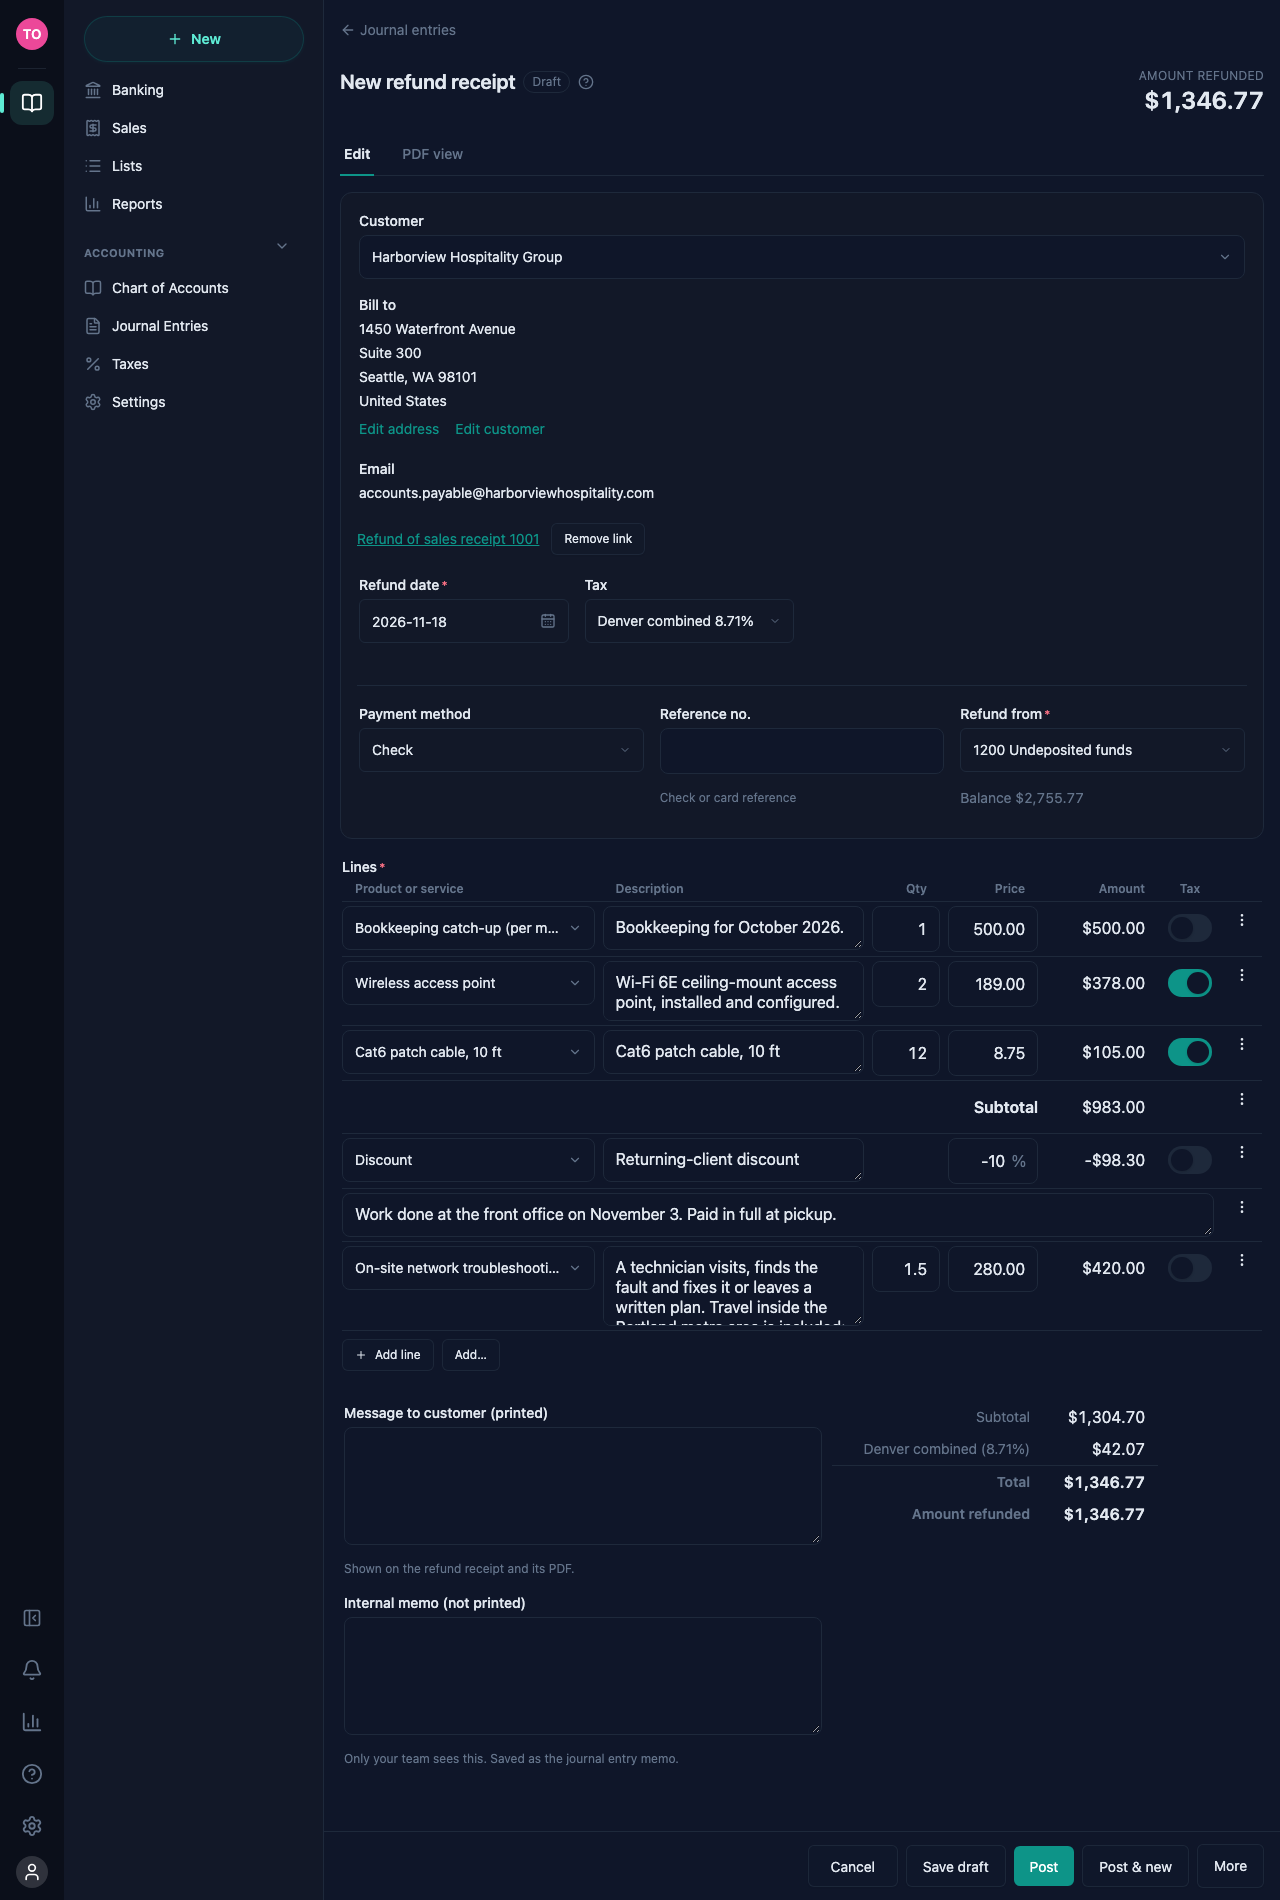 TO
New
Banking
Sales
Lists
Reports
ACCOUNTING
Chart of Accounts
Journal Entries
Taxes
Settings
Journal entries
New refund receipt Draft
AMOUNT REFUNDED
$1,346.77
Edit PDF view
Customer
Harborview Hospitality Group
Bill to
1450 Waterfront Avenue
Suite 300
Seattle, WA 98101
United States
Edit address Edit customer
Email
accounts.payable@harborviewhospitality.com
Refund of sales receipt 1001 Remove link
Refund date* Tax
2026-11-18 Denver combined 8.71%
Payment method Reference no. Refund from*
Check 1200 Undeposited funds
Check or card reference Balance $2,755.77
Lines*
Product or service Description Qty Price Amount Tax
Bookkeeping catch-up (per m... Bookkeeping for October 2026. 1 500.00 $500.00
Wireless access point Wi-Fi 6E ceiling-mount access 2 189.00 $378.00
point, installed and configured.
Cat6 patch cable, 10 ft Cat6 patch cable, 10 ft 12 8.75 $105.00
Subtotal $983.00
Discount Returning-client discount -10 % -$98.30
Work done at the front office on November 3. Paid in full at pickup.
On-site network troubleshooti... A technician visits, finds the 1.5 280.00 $420.00
fault and fixes it or leaves a
written plan. Travel inside the
Portland metro area is included;
+ Add line Add...
Message to customer (printed)
Subtotal $1,304.70
Denver combined (8.71%) $42.07
Total $1,346.77
Amount refunded $1,346.77
Shown on the refund receipt and its PDF.
Internal memo (not printed)
Only your team sees this. Saved as the journal entry memo.
Cancel Save draft Post Post & new More